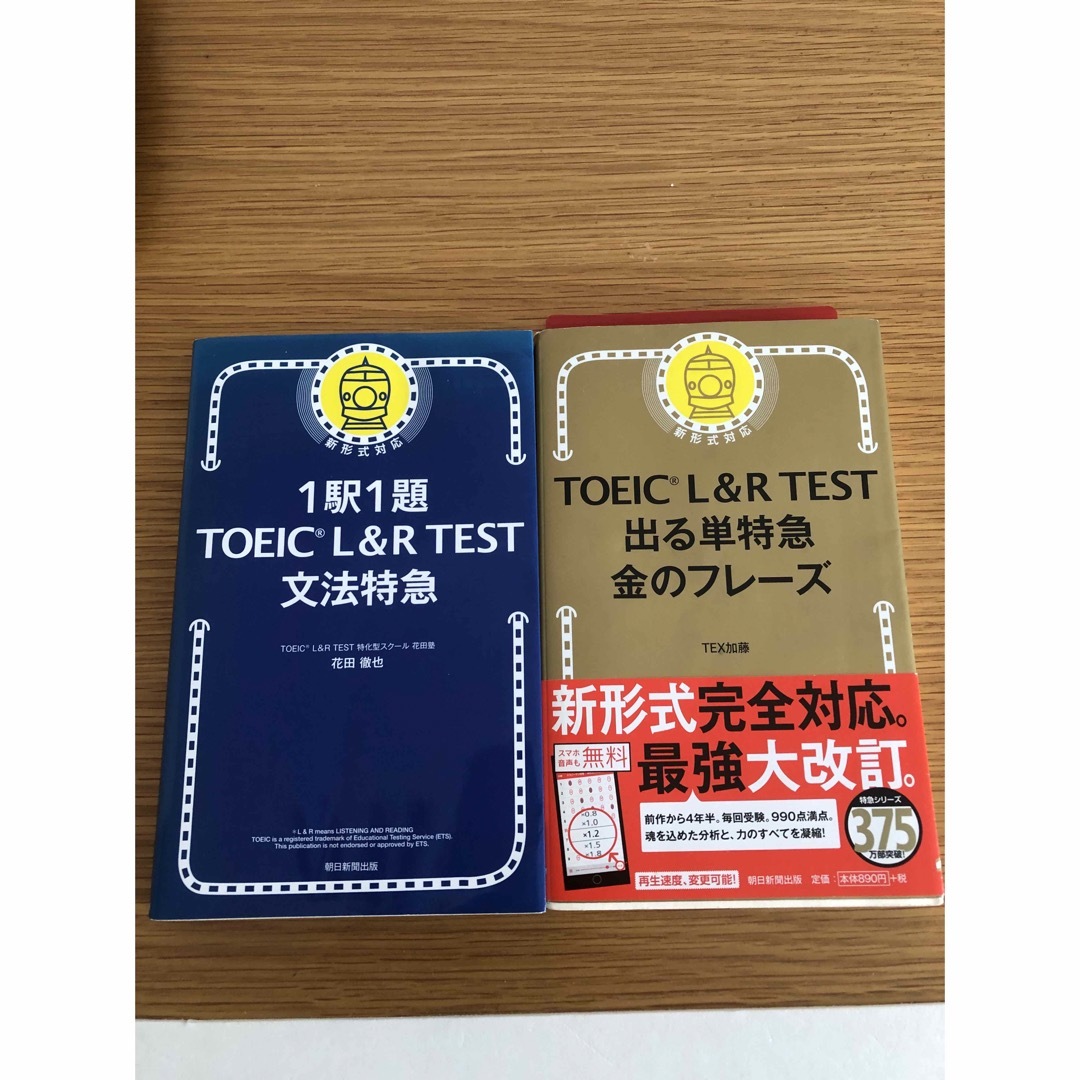 新形式対応
1駅1題
TOEIC® L&R TEST
文法特急
TOEIC® L&R TEST 特化型スクール 花田塾
花田 徹也
※L & R means LISTENING AND READING
TOEIC is a registered trademark of Educational Testing Service (ETS).
This publication is not endorsed or approved by ETS.
朝日新聞出版
新形式対応
TOEIC® L&R TEST
出る単特急
金のフレーズ
TEX加藤
新形式完全対応。
スマホ
音声も
無料
最強大改訂。
×0.8
×1.0
×1.2
×1.5
×1.8
前作から4年半。毎回受験。990点満点。
魂を込めた分析と、力のすべてを凝縮!
特急シリーズ
375
万部突破!
再生速度、変更可能!
朝日新聞出版 定価:本体890円+税